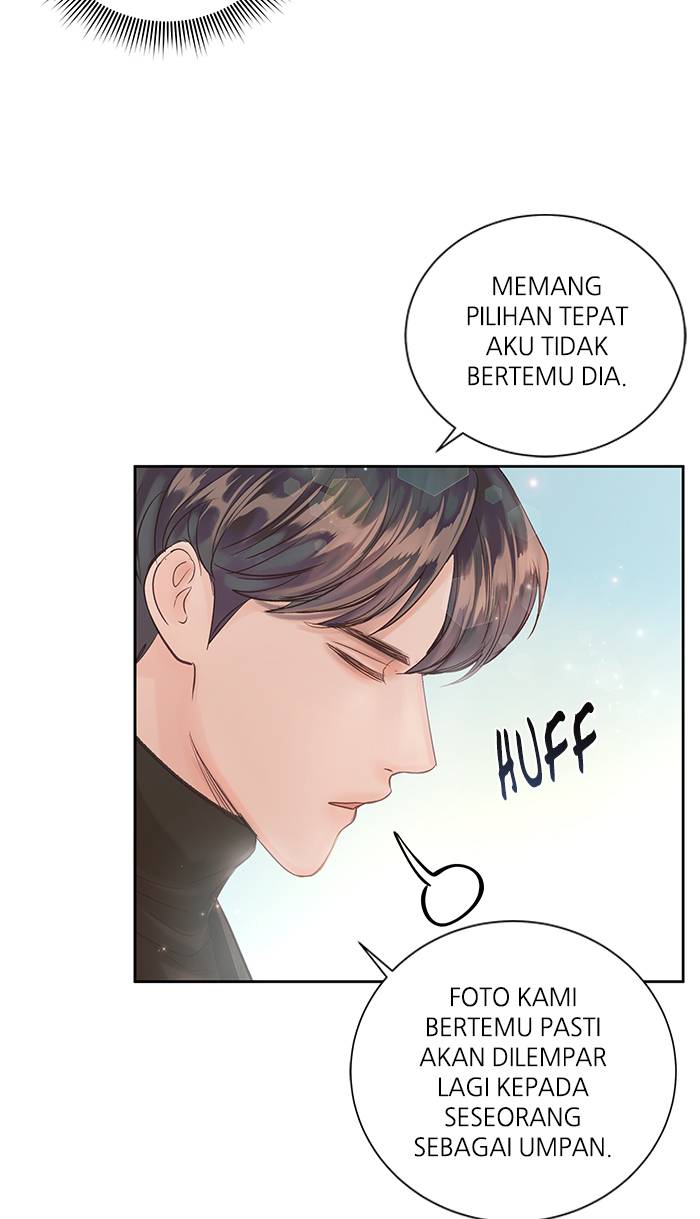 MEMANG
PILIHAN TEPAT
AKU TIDAK
BERTEMU DIA.
HUFF
FOTO KAMI
BERTEMU PASTI
AKAN DILEMPAR
LAGI KEPADA
SESEORANG
SEBAGAI UMPAN.